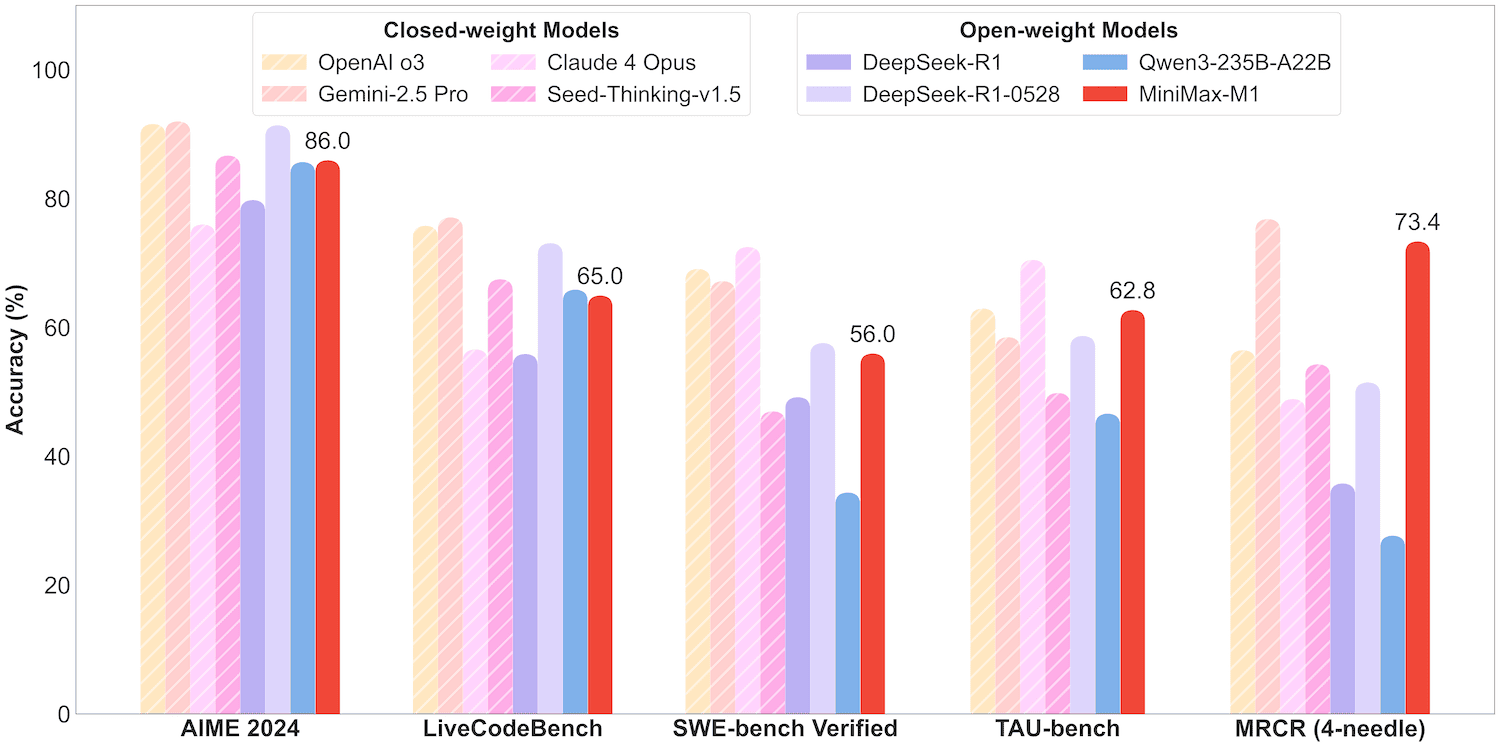 Closed-weight Models
OpenAI o3
Claude 4 Opus
Gemini-2.5 Pro
Seed-Thinking-v1.5
Open-weight Models
DeepSeek-R1
Qwen3-235B-A22B
DeepSeek-R1-0528
MiniMax-M1
Accuracy (%)
100
80
60
40
20
0
86.0
65.0
56.0
62.8
73.4
AIME 2024
LiveCodeBench
SWE-bench Verified
TAU-bench
MRCR (4-needle)